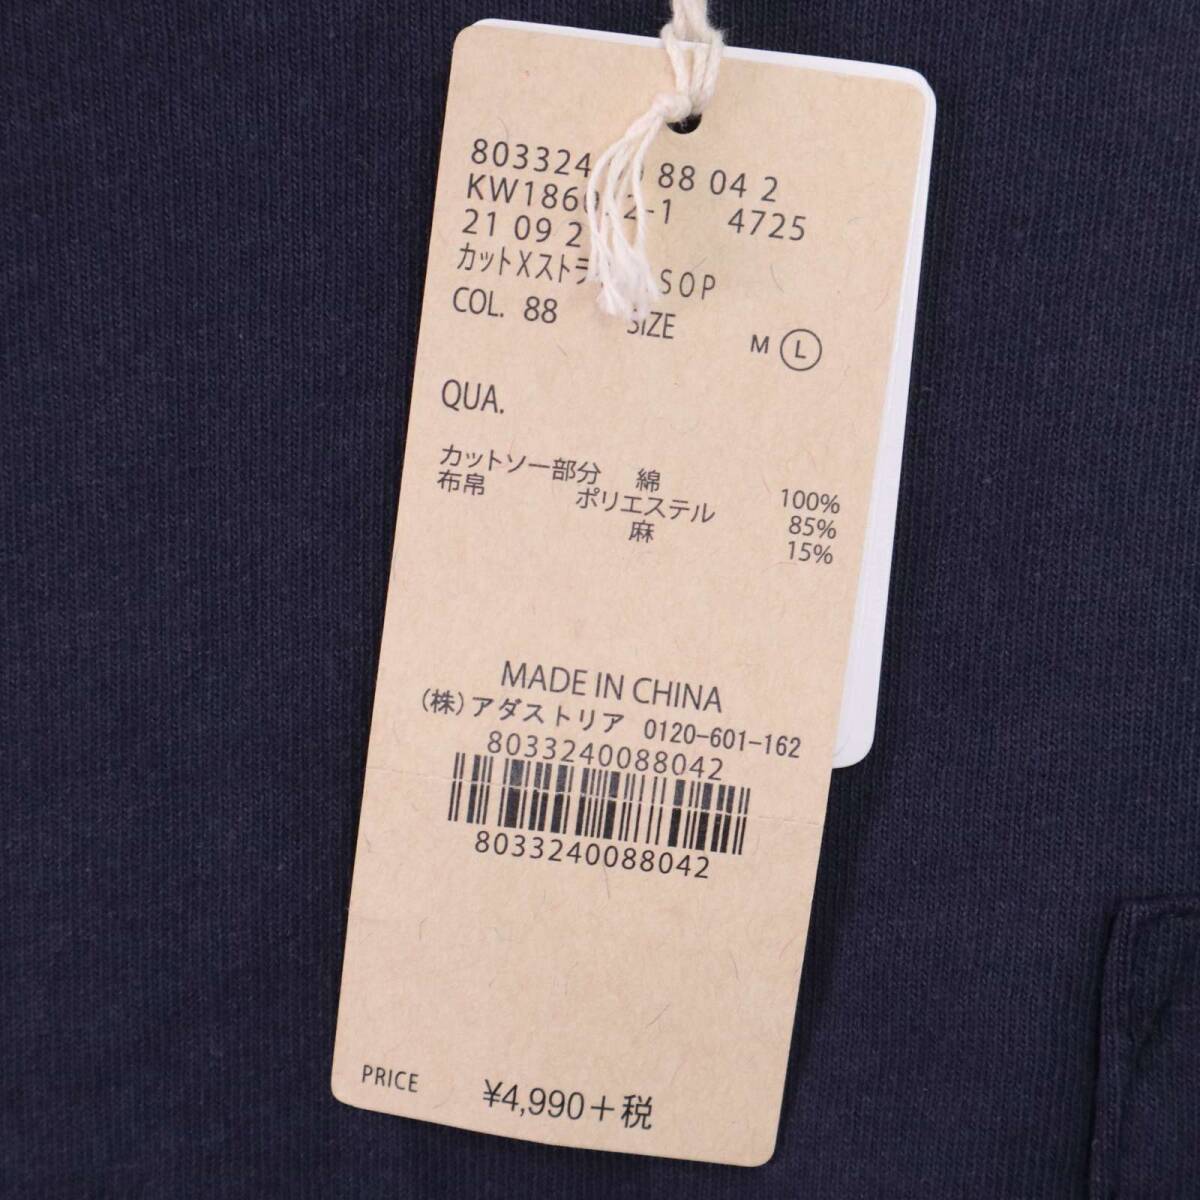 803324 88 04 2
KW186 2-1 4725
21 09 2
カットXスト SOP
COL. 88 SIZE M L
QUA.
カットソー部分 綿 100%
布帛 ポリエステル 85%
麻 15%
MADE IN CHINA
(株)アダストリア 0120-601-162
8033240088042
8033240088042
PRICE ¥4,990+税